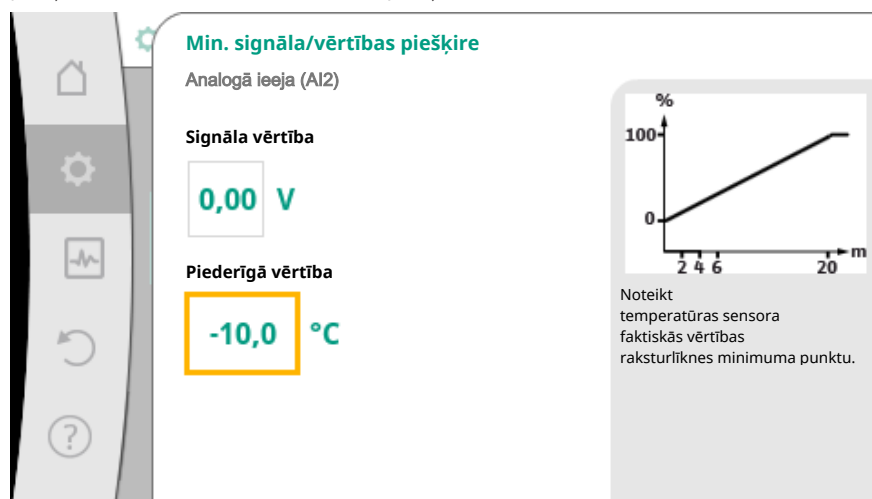 Min. signāla/vērtības piešķire
Analogā ieeja (AI2)
Signāla vērtība
0,00 V
Piederīgā vērtība
-10,0 °C
%
100
0
2 4 6 20 m
Noteikt
temperatūras sensora
faktiskās vērtības
raksturlīknes minimuma punktu.
?